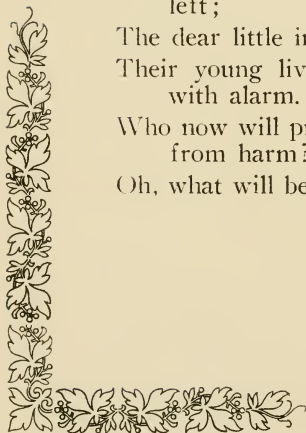 left;
The dear little in
Their young liv
with alarm.
Who now will p
from harm?
Oh, what will be